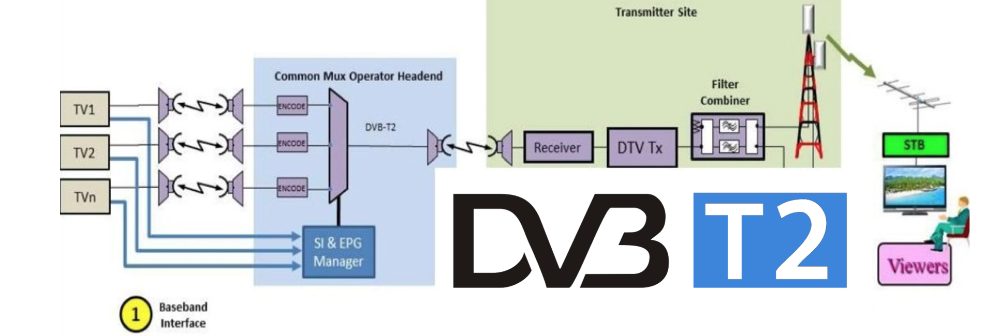 Transmitter Site
Common Mux Operator Headend
Filter
Combiner
TV1
ENCODE
DVB-T2
TV2
ENCODE
Receiver
DTV Tx
STB
TVn
ENCODE
SI & EPG
Manager
DVB T2
Viewers
1
Baseband
Interface